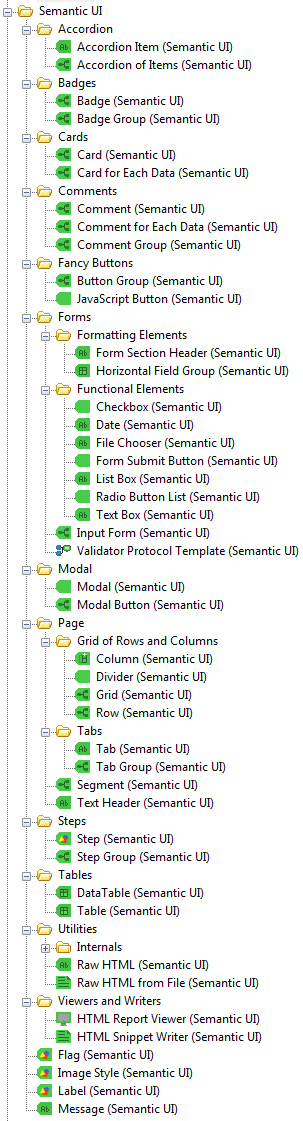 Semantic UI
Accordion
Accordion Item (Semantic UI)
Accordion of Items (Semantic UI)
Badges
Badge (Semantic UI)
Badge Group (Semantic UI)
Cards
Card (Semantic UI)
Card for Each Data (Semantic UI)
Comments
Comment (Semantic UI)
Comment for Each Data (Semantic UI)
Comment Group (Semantic UI)
Fancy Buttons
Button Group (Semantic UI)
JavaScript Button (Semantic UI)
Forms
Formatting Elements
Form Section Header (Semantic UI)
Horizontal Field Group (Semantic UI)
Functional Elements
Checkbox (Semantic UI)
Date (Semantic UI)
File Chooser (Semantic UI)
Form Submit Button (Semantic UI)
List Box (Semantic UI)
Radio Button List (Semantic UI)
Text Box (Semantic UI)
Input Form (Semantic UI)
Validator Protocol Template (Semantic UI)
Modal
Modal (Semantic UI)
Modal Button (Semantic UI)
Page
Grid of Rows and Columns
Column (Semantic UI)
Divider (Semantic UI)
Grid (Semantic UI)
Row (Semantic UI)
Tabs
Tab (Semantic UI)
Tab Group (Semantic UI)
Segment (Semantic UI)
Text Header (Semantic UI)
Steps
Step (Semantic UI)
Step Group (Semantic UI)
Tables
DataTable (Semantic UI)
Table (Semantic UI)
Utilities
Internals
Raw HTML (Semantic UI)
Raw HTML from File (Semantic UI)
Viewers and Writers
HTML Report Viewer (Semantic UI)
HTML Snippet Writer (Semantic UI)
Flag (Semantic UI)
Image Style (Semantic UI)
Label (Semantic UI)
Message (Semantic UI)